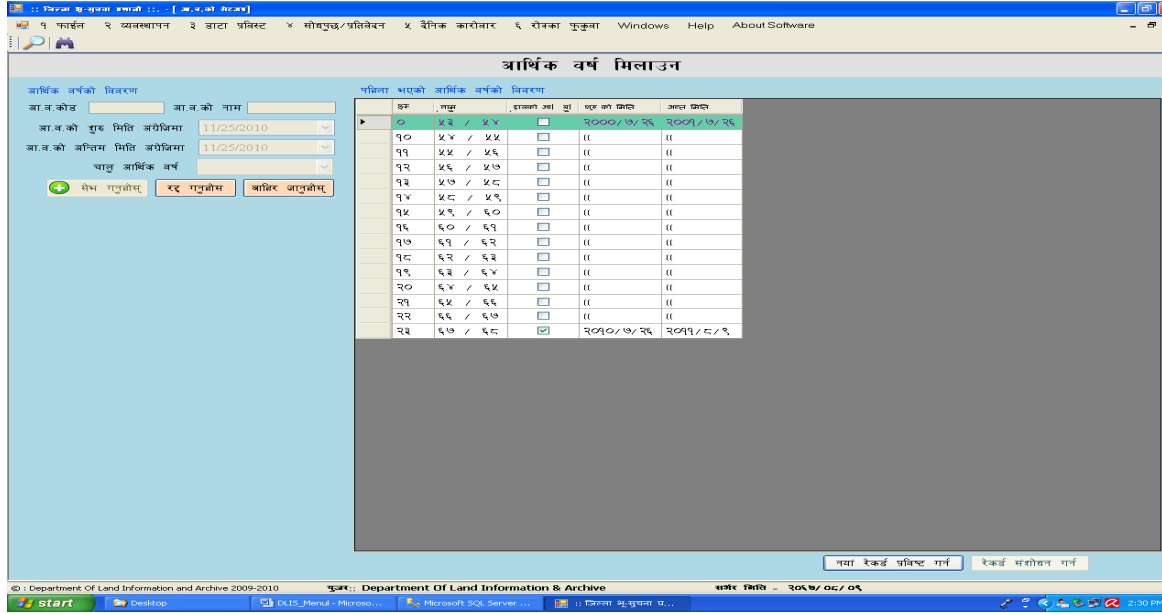 :: जिल्ला भू-सूचना प्रणाली ::. - [ आ.व.को सेटअप]
१ फाईल २ व्यवस्थापन ३ डाटा प्रविस्ट ४ सोधपुछ/प्रतिवेदन ५ दैनिक कारोवार ६ रोक्का फुकुवा Windows Help About Software
आर्थिक वर्ष मिलाउन
आर्थिक वर्षको विवरण
आ.व.कोड आ.व.को नाम
आ.व.को शुरु मिति अंग्रेजिमा 11/25/2010
आ.व.को अन्तिम मिति अंग्रेजिमा 11/25/2010
चालु आर्थिक वर्ष
सेभ गर्नुहोस् रद्द गर्नुहोस बाहिर जानुहोस्
पहिला भएको आर्थिक वर्षको विवरण
नाम शुरु को मिति अन्त मिति
० ५३ / ५४ २०००/७/२६ २००१/७/२६
१० ५४ / ५५ ((  ((
११ ५५ / ५६ ((  ((
१२ ५६ / ५७ ((  ((
१३ ५७ / ५८ ((  ((
१४ ५८ / ५९ ((  ((
१५ ५९ / ६० ((  ((
१६ ६० / ६१ ((  ((
१७ ६१ / ६२ ((  ((
१८ ६२ / ६३ ((  ((
१९ ६३ / ६४ ((  ((
२० ६४ / ६५ ((  ((
२१ ६५ / ६६ ((  ((
२२ ६६ / ६७ ((  ((
२३ ६७ / ६८ २०१०/७/२६ २०११/८/९
नयां रेकर्ड प्रविष्ट गर्न रेकर्ड संशोधन गर्न
© : Department Of Land Information and Archive 2009-2010 युजर:: Department Of Land Information & Archive सर्भर मिति - २०६७/०८/०९
start Desktop DLIS_Menul - Microso... Microsoft SQL Server ... :: जिल्ला भू-सूचना प्र... 2:30 PM